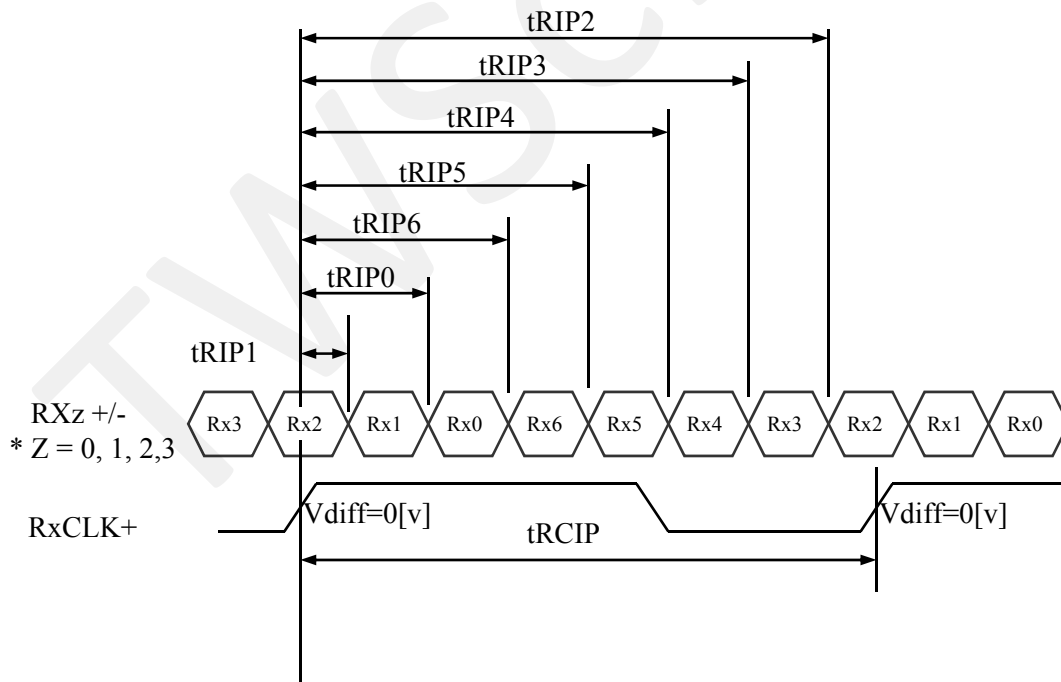 tRIP2
tRIP3
tRIP4
tRIP5
tRIP6
tRIP0
tRIP1
RXz +/-
* Z = 0, 1, 2,3
Rx3 Rx2 Rx1 Rx0 Rx6 Rx5 Rx4 Rx3 Rx2 Rx1 Rx0
RxCLK+
Vdiff=0[v] Vdiff=0[v]
tRCIP